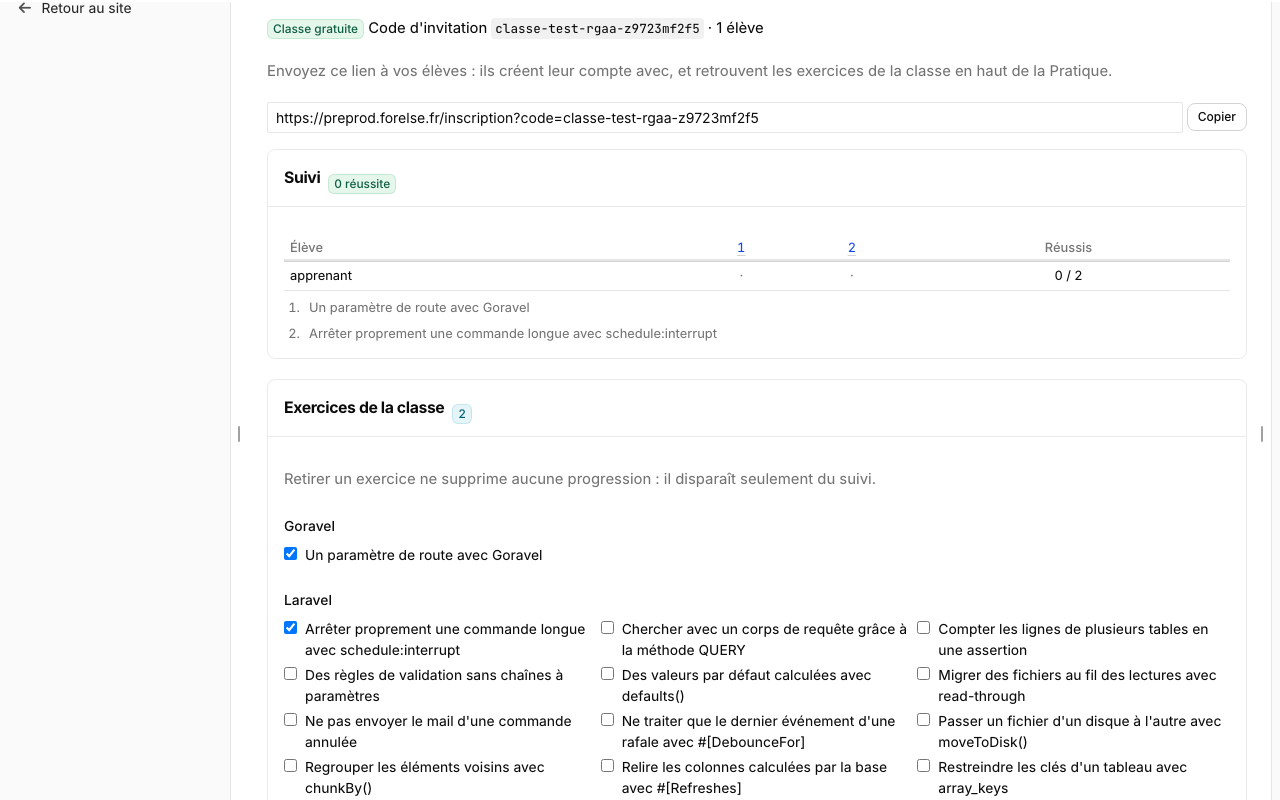 Retour au site
Classe gratuite Code d'invitation classe-test-rgaa-z9723mf2f5 · 1 élève
Envoyez ce lien à vos élèves : ils créent leur compte avec, et retrouvent les exercices de la classe en haut de la Pratique.
https://preprod.forelse.fr/inscription?code=classe-test-rgaa-z9723mf2f5 Copier
Suivi 0 réussite
Élève 1 2 Réussis
apprenant · · 0 / 2
1. Un paramètre de route avec Goravel
2. Arrêter proprement une commande longue avec schedule:interrupt
Exercices de la classe 2
Retirer un exercice ne supprime aucune progression : il disparaît seulement du suivi.
Goravel
Un paramètre de route avec Goravel
Laravel
Arrêter proprement une commande longue
avec schedule:interrupt
Chercher avec un corps de requête grâce à
la méthode QUERY
Compter les lignes de plusieurs tables en
une assertion
Des règles de validation sans chaînes à
paramètres
Des valeurs par défaut calculées avec
defaults()
Migrer des fichiers au fil des lectures avec
read-through
Ne pas envoyer le mail d'une commande
annulée
Ne traiter que le dernier événement d'une
rafale avec #[DebounceFor]
Passer un fichier d'un disque à l'autre avec
moveToDisk()
Regrouper les éléments voisins avec
chunkBy()
Relire les colonnes calculées par la base
avec #[Refreshes]
Restreindre les clés d'un tableau avec
array_keys